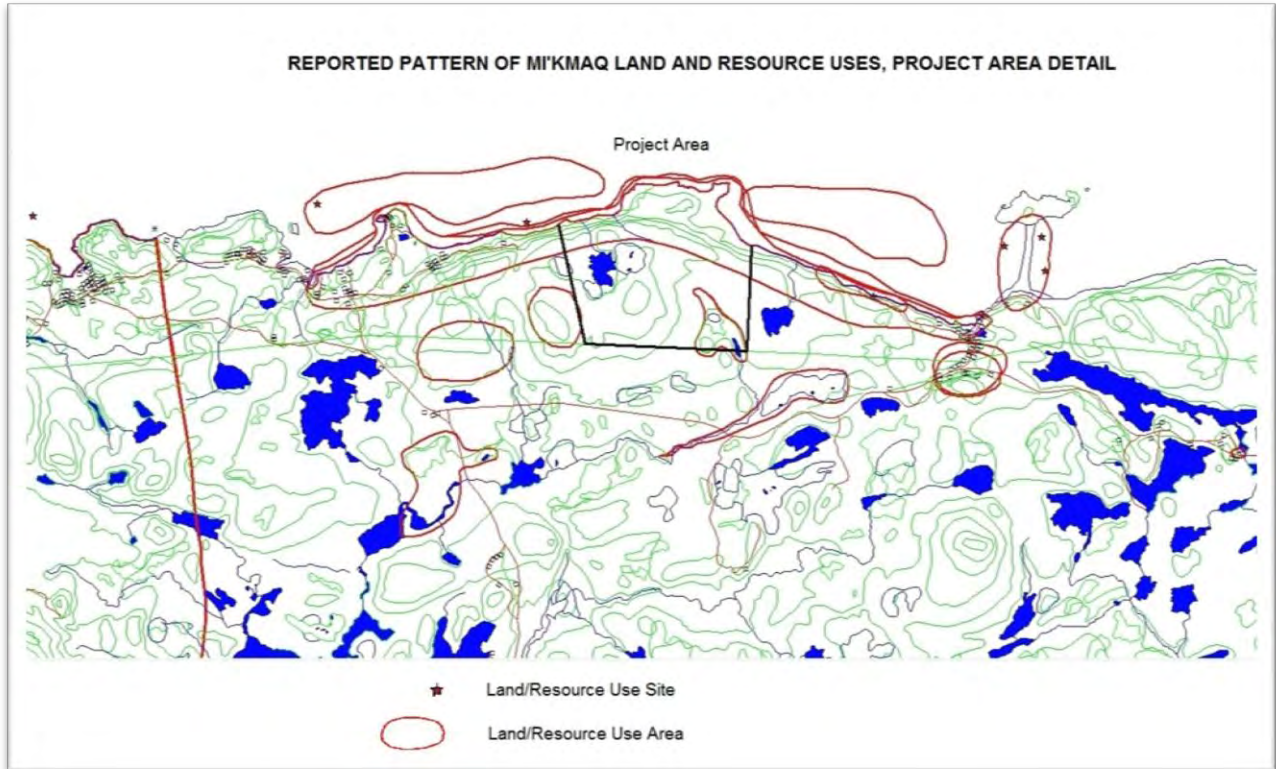 REPORTED PATTERN OF MI'KMAQ LAND AND RESOURCE USES, PROJECT AREA DETAIL
Project Area
Land/Resource Use Site
Land/Resource Use Area